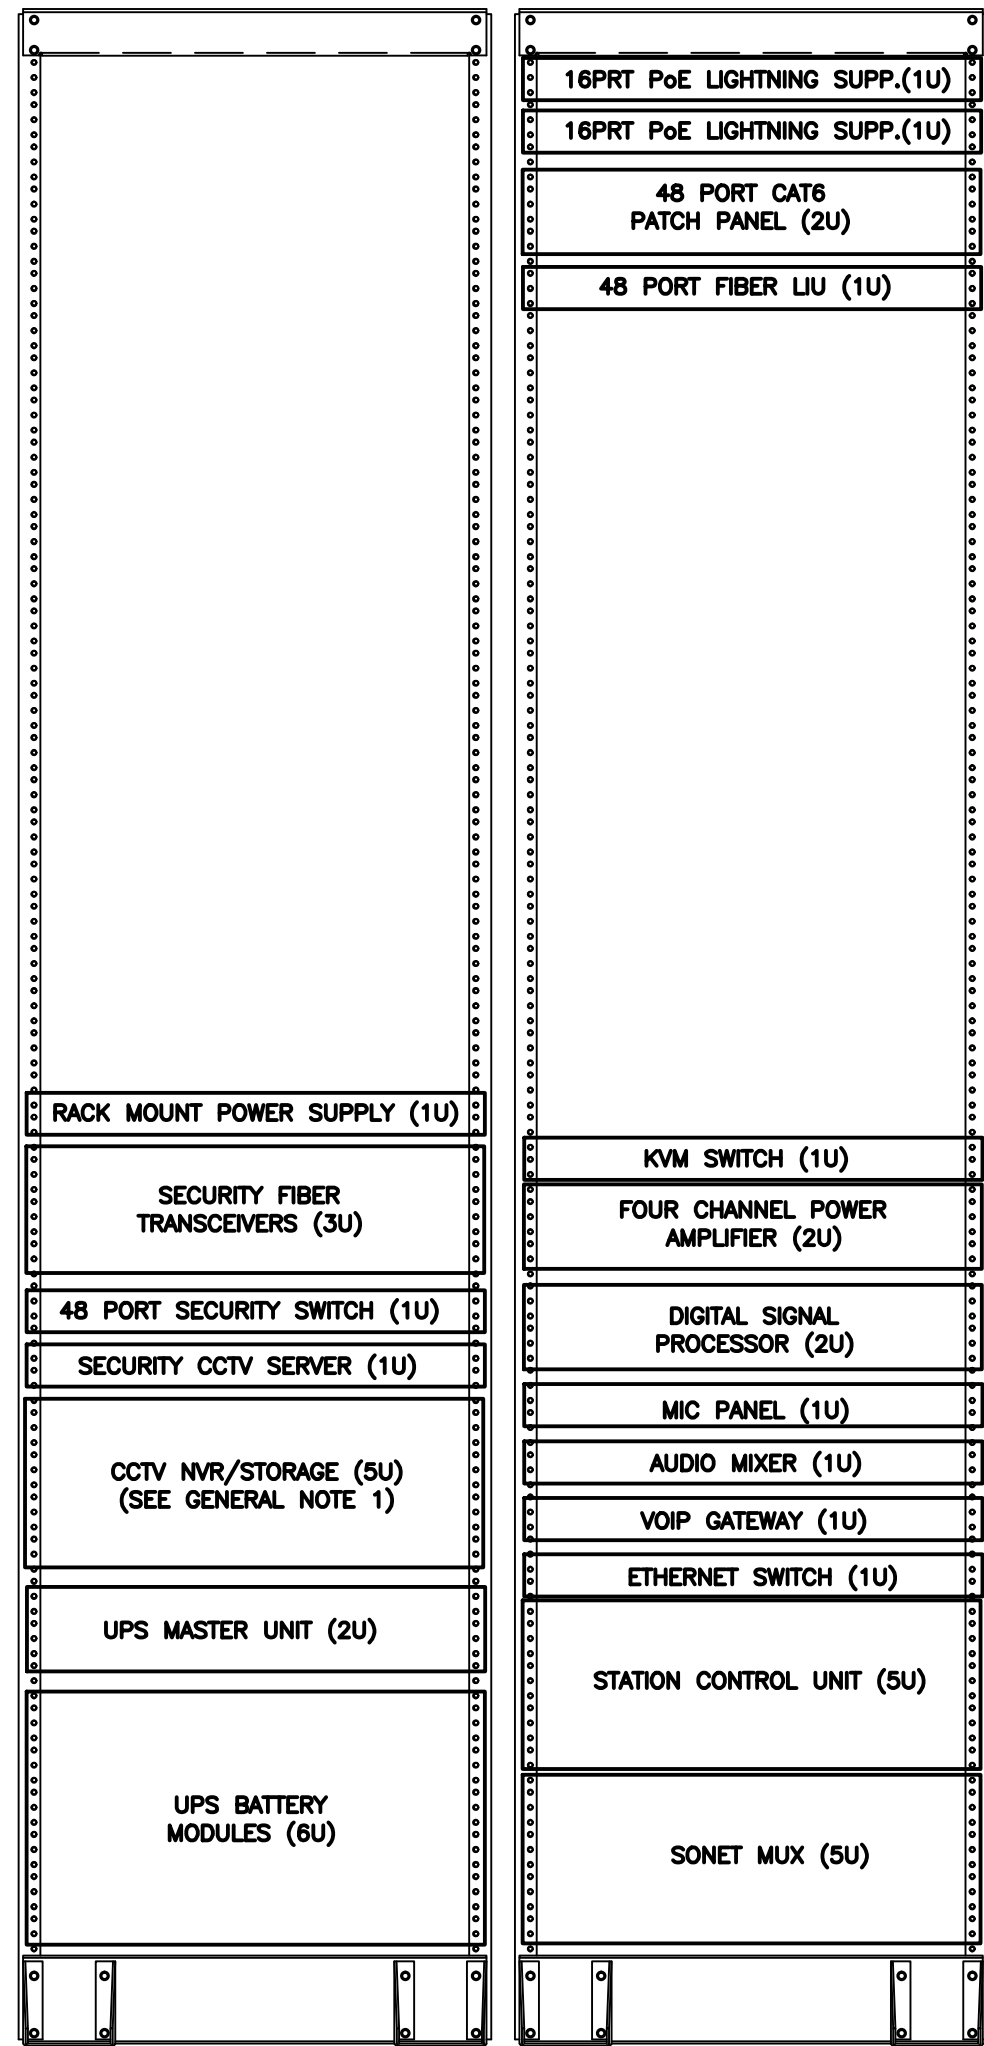 RACK MOUNT POWER SUPPLY (1U)
SECURITY FIBER
TRANSCEIVERS (3U)
48 PORT SECURITY SWITCH (1U)
SECURITY CCTV SERVER (1U)
CCTV NVR/STORAGE (5U)
(SEE GENERAL NOTE 1)
UPS MASTER UNIT (2U)
UPS BATTERY
MODULES (6U)
16PRT PoE LIGHTNING SUPP.(1U)
16PRT PoE LIGHTNING SUPP.(1U)
48 PORT CAT6
PATCH PANEL (2U)
48 PORT FIBER LIU (1U)
KVM SWITCH (1U)
FOUR CHANNEL POWER
AMPLIFIER (2U)
DIGITAL SIGNAL
PROCESSOR (2U)
MIC PANEL (1U)
AUDIO MIXER (1U)
VOIP GATEWAY (1U)
ETHERNET SWITCH (1U)
STATION CONTROL UNIT (5U)
SONET MUX (5U)